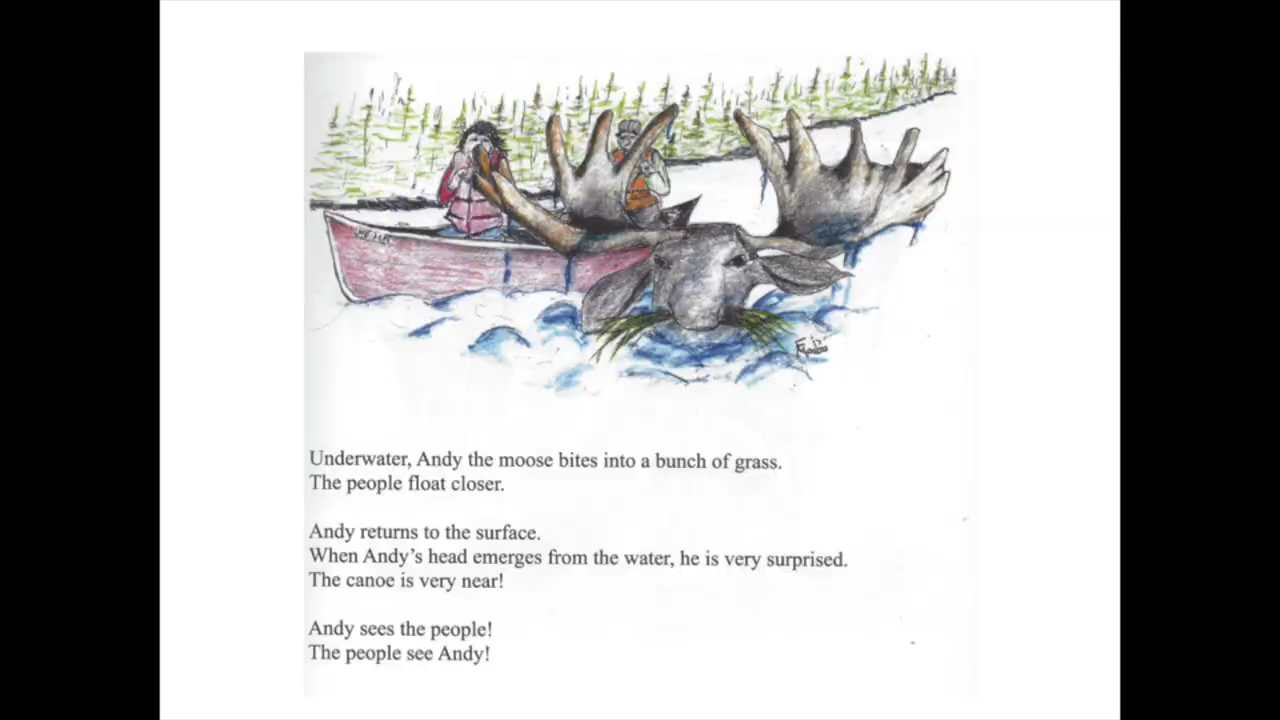 Underwater, Andy the moose bites into a bunch of grass.
The people float closer.
Andy returns to the surface.
When Andy’s head emerges from the water, he is very surprised.
The canoe is very near!
Andy sees the people!
The people see Andy!